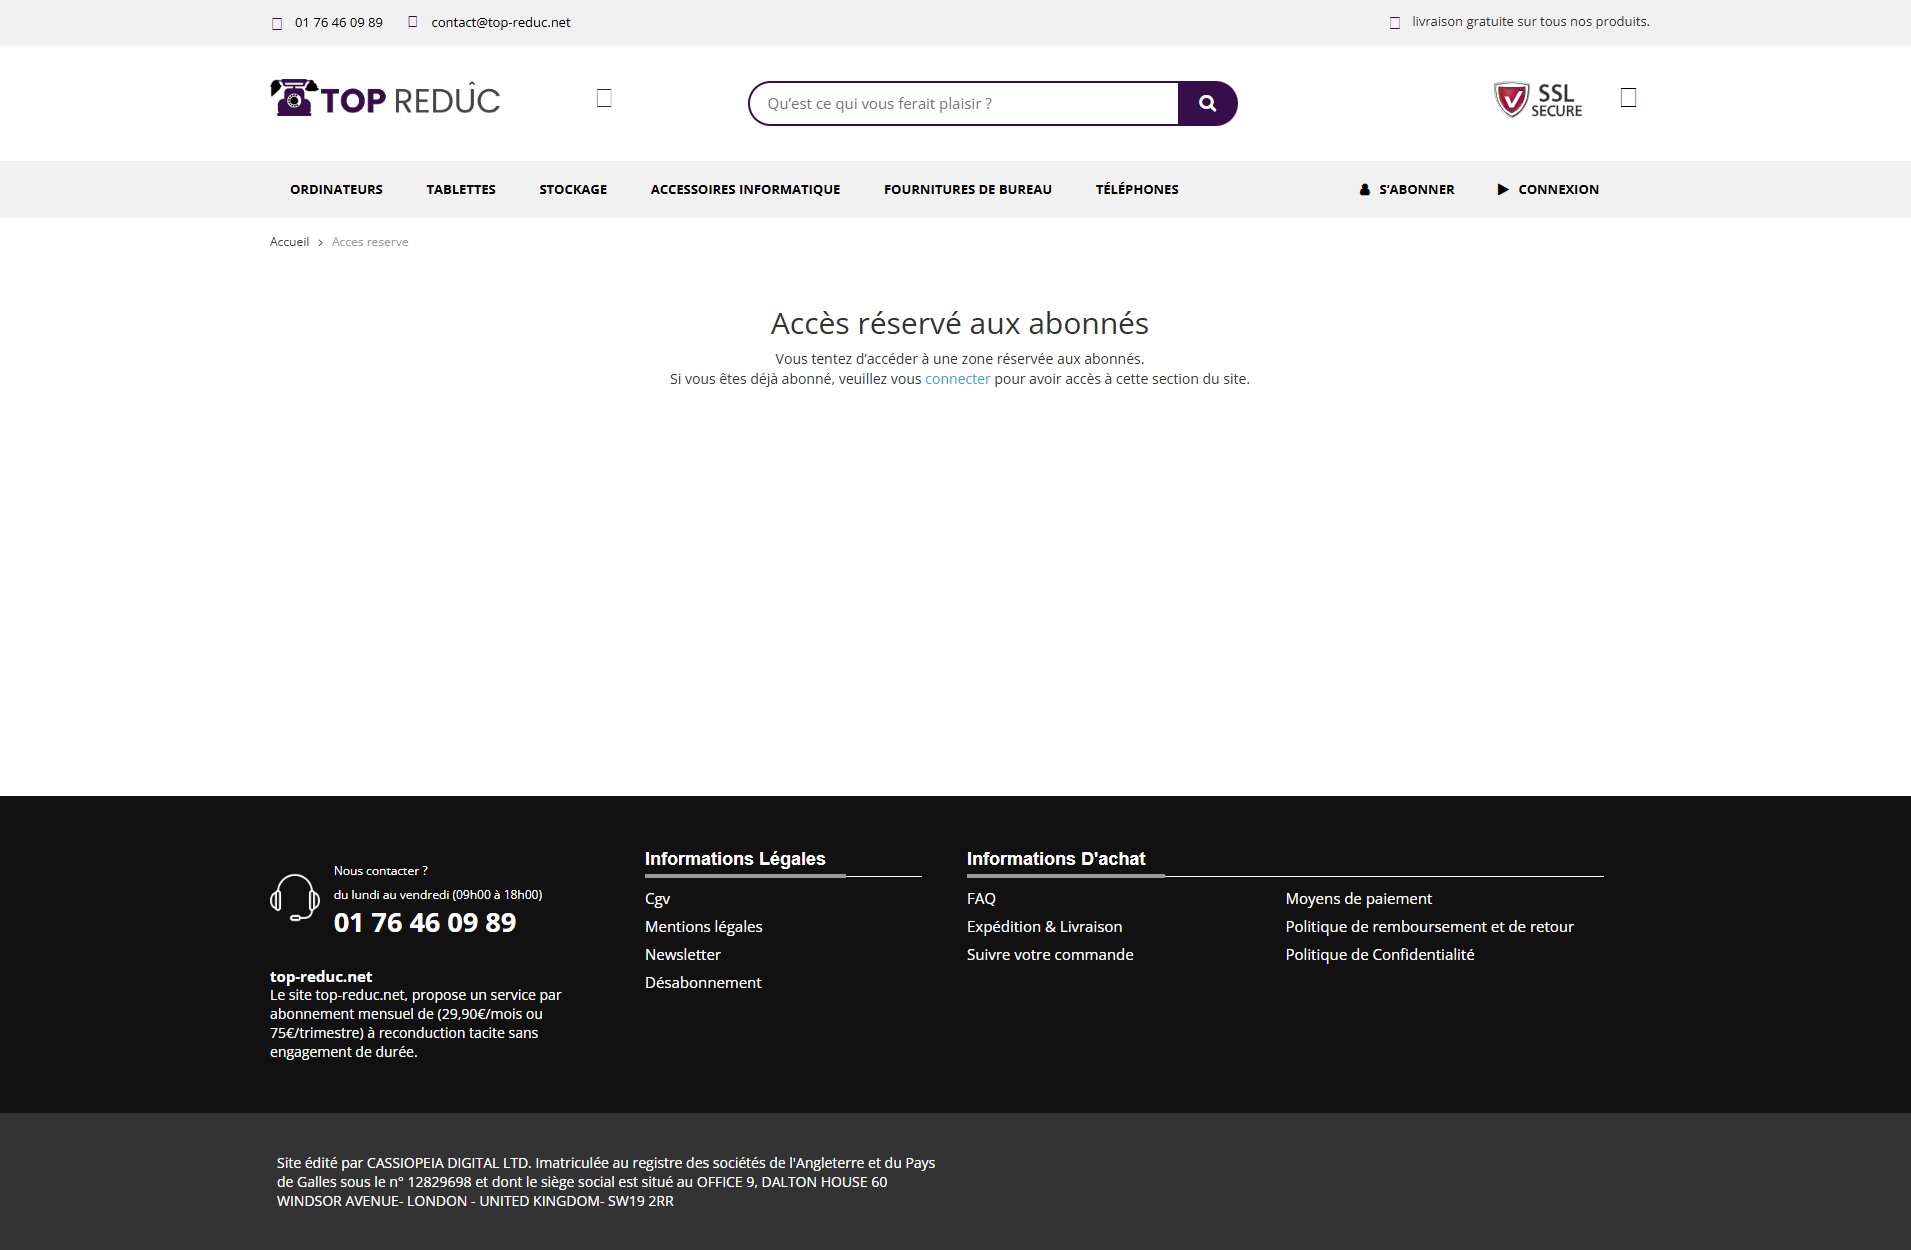 01 76 46 09 89
contact@top-reduc.net
livraison gratuite sur tous nos produits.
TOP REDÛC
Qu’est ce qui vous ferait plaisir ?
SSL
SECURE
ORDINATEURS
TABLETTES
STOCKAGE
ACCESSOIRES INFORMATIQUE
FOURNITURES DE BUREAU
TÉLÉPHONES
S’ABONNER
CONNEXION
Accueil > Acces reserve
Accès réservé aux abonnés
Vous tentez d’accéder à une zone réservée aux abonnés.
Si vous êtes déjà abonné, veuillez vous connecter pour avoir accès à cette section du site.
Nous contacter ?
du lundi au vendredi (09h00 à 18h00)
01 76 46 09 89
top-reduc.net
Le site top-reduc.net, propose un service par
abonnement mensuel de (29,90€/mois ou
75€/trimestre) à reconduction tacite sans
engagement de durée.
Informations Légales
Cgv
Mentions légales
Newsletter
Désabonnement
Informations D'achat
FAQ
Expédition & Livraison
Suivre votre commande
Moyens de paiement
Politique de remboursement et de retour
Politique de Confidentialité
Site édité par CASSIOPEIA DIGITAL LTD. Imatriculée au registre des sociétés de l'Angleterre et du Pays
de Galles sous le n° 12829698 et dont le siège social est situé au OFFICE 9, DALTON HOUSE 60
WINDSOR AVENUE- LONDON - UNITED KINGDOM- SW19 2RR